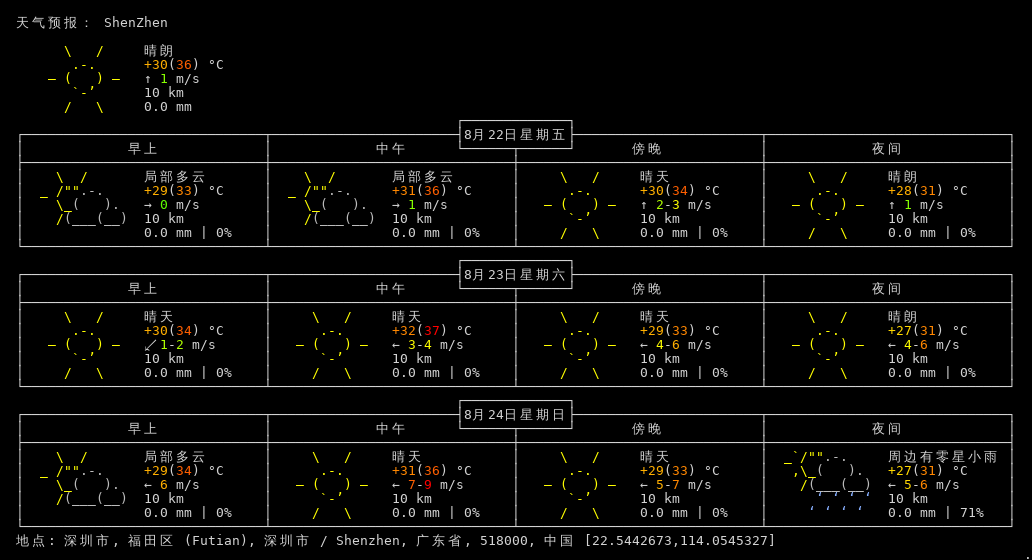 天气预报： ShenZhen
晴朗
+30(36) °C
↑ 1 m/s
10 km
0.0 mm
8月22日星期五
早上 中午 傍晚 夜间
局部多云 局部多云 晴天 晴朗
+29(33) °C +31(36) °C +30(34) °C +28(31) °C
→ 0 m/s → 1 m/s ↑ 2-3 m/s ↑ 1 m/s
10 km 10 km 10 km 10 km
0.0 mm | 0% 0.0 mm | 0% 0.0 mm | 0% 0.0 mm | 0%
8月23日星期六
早上 中午 傍晚 夜间
晴天 晴天 晴天 晴朗
+30(34) °C +32(37) °C +29(33) °C +27(31) °C
↙ 1-2 m/s ← 3-4 m/s ← 4-6 m/s ← 4-6 m/s
10 km 10 km 10 km 10 km
0.0 mm | 0% 0.0 mm | 0% 0.0 mm | 0% 0.0 mm | 0%
8月24日星期日
早上 中午 傍晚 夜间
局部多云 晴天 晴天 周边有零星小雨
+29(34) °C +31(36) °C +29(33) °C +27(31) °C
← 6 m/s ← 7-9 m/s ← 5-7 m/s ← 5-6 m/s
10 km 10 km 10 km 10 km
0.0 mm | 0% 0.0 mm | 0% 0.0 mm | 0% 0.0 mm | 71%
地点: 深圳市, 福田区 (Futian), 深圳市 / Shenzhen, 广东省, 518000, 中国 [22.5442673,114.0545327]